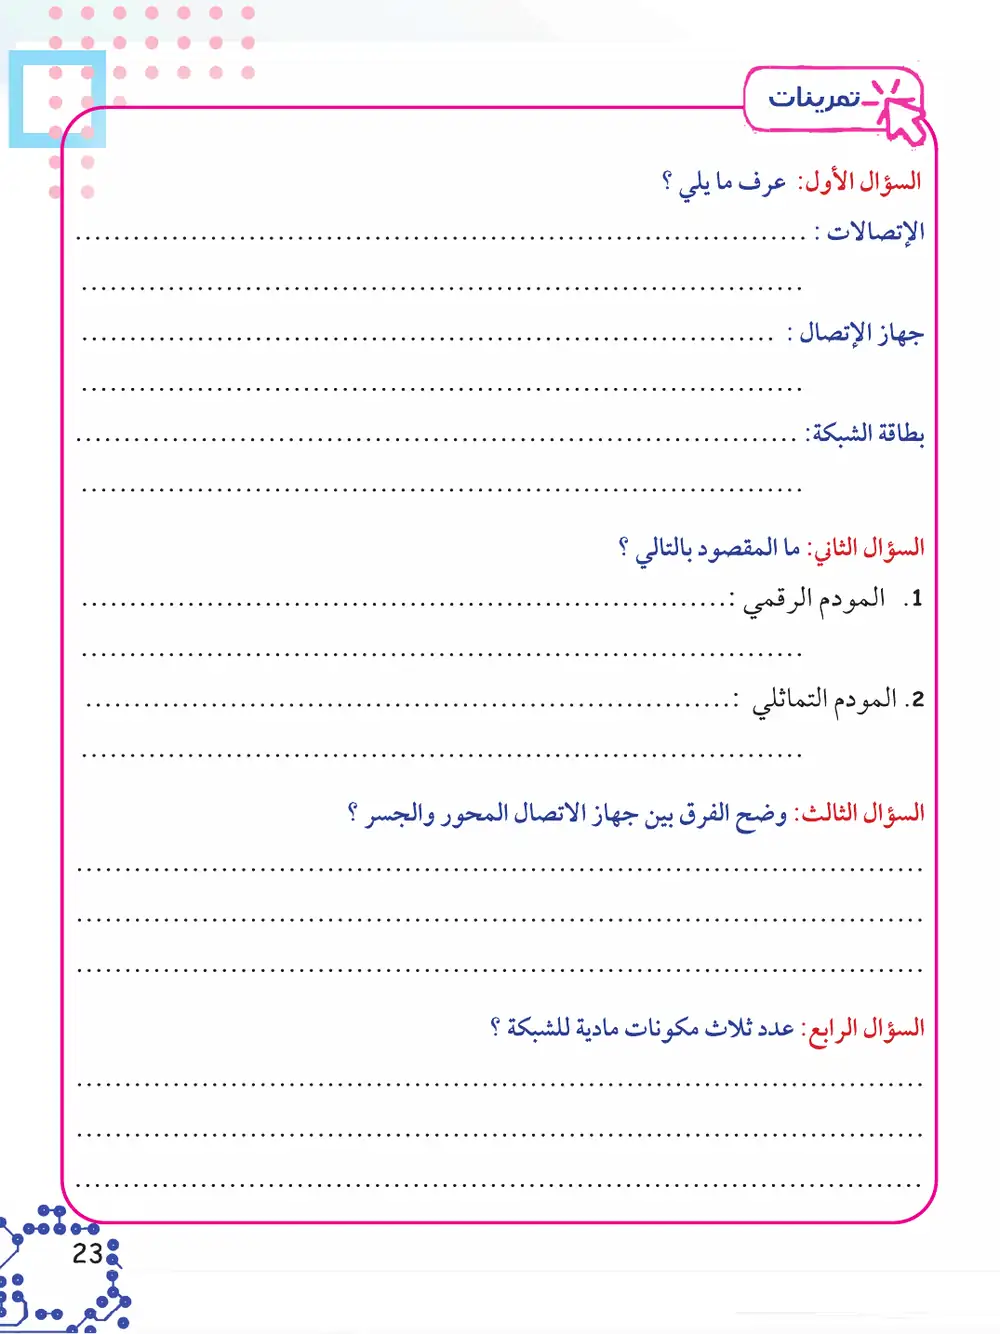 تمرينات
السؤال الأول: عرف ما يلي ؟
الإتصالات : ........................................................................
........................................................................
جهاز الإتصال : ........................................................................
........................................................................
بطاقة الشبكة: ........................................................................
........................................................................
السؤال الثاني: ما المقصود بالتالي ؟
1. المودم الرقمي :........................................................................
........................................................................
2. المودم التماثلي :........................................................................
........................................................................
السؤال الثالث: وضح الفرق بين جهاز الاتصال المحور والجسر ؟
........................................................................
........................................................................
........................................................................
السؤال الرابع: عدد ثلاث مكونات مادية للشبكة ؟
........................................................................
........................................................................
........................................................................
23